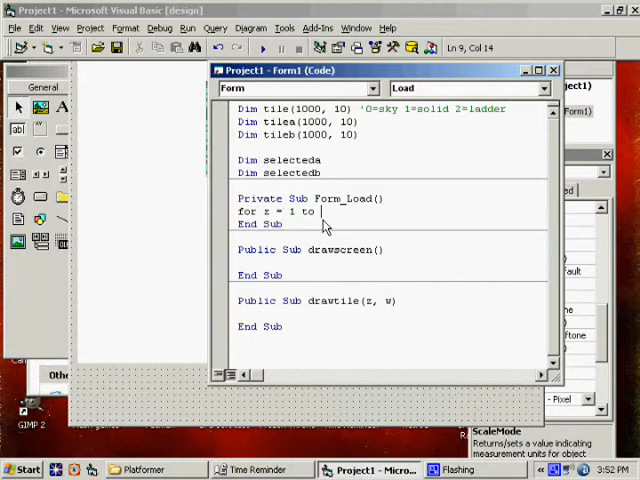 Project1 - Microsoft Visual Basic [design]
File Edit View Project Format Debug Run Query Diagram Tools Add-Ins Window Help
Ln 9, Col 14
General
Project1 - Form1 (Code)
Form Load
Dim tile(1000, 10) '0=sky 1=solid 2=ladder
Dim tilea(1000, 10)
Dim tileb(1000, 10)
Dim selecteda
Dim selectedb
Private Sub Form_Load()
for z = 1 to
End Sub
Public Sub drawscreen()
End Sub
Public Sub drawtile(z, w)
End Sub
- Pixel
ScaleMode
Returns/sets a value indicating
measurement units for object
Othe
GIMP 2
Start Platformer Time Reminder Project1 - Micro... Flashing 3:52 PM